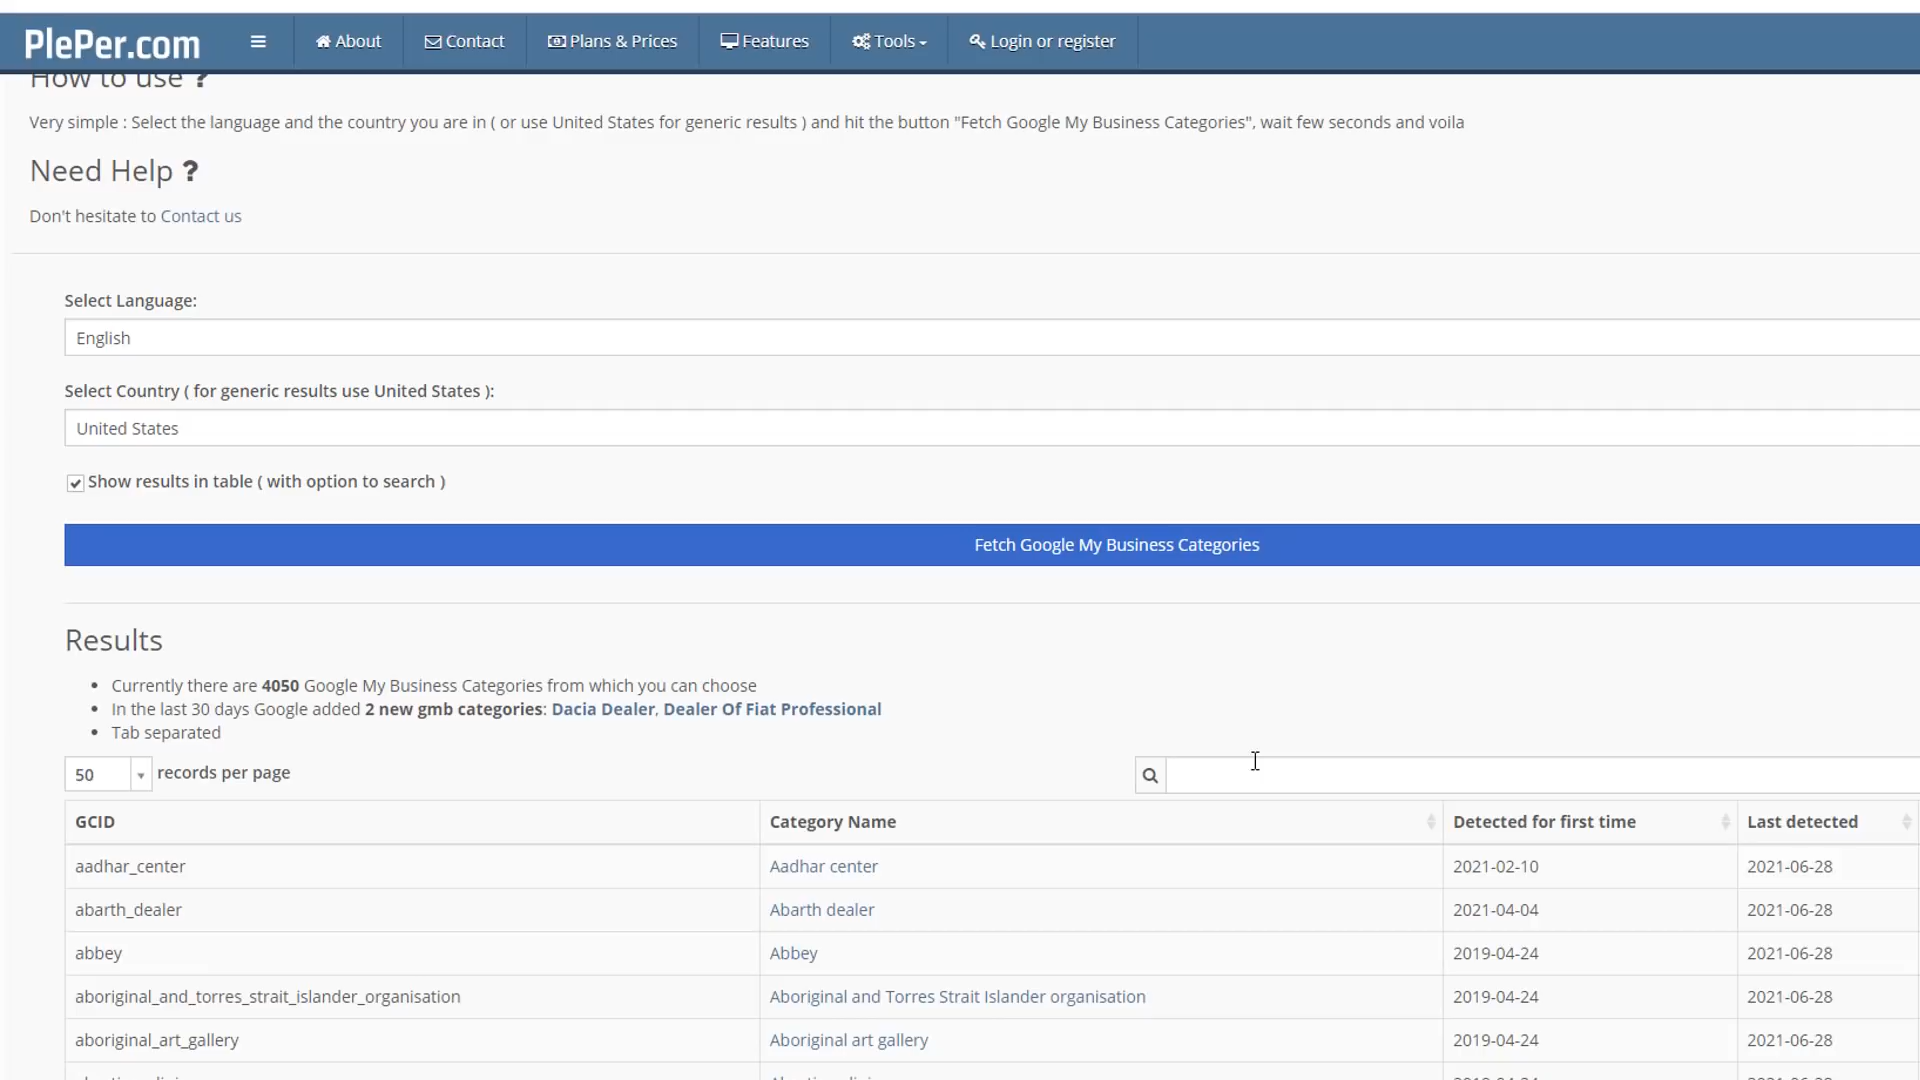 PlePer.com
About
Contact
Plans & Prices
Features
Tools
Login or register
How to use ?
Very simple : Select the language and the country you are in ( or use United States for generic results ) and hit the button "Fetch Google My Business Categories", wait few seconds and voila
Need Help ?
Don't hesitate to Contact us
Select Language:
English
Select Country ( for generic results use United States ):
United States
Show results in table ( with option to search )
Fetch Google My Business Categories
Results
Currently there are 4050 Google My Business Categories from which you can choose
In the last 30 days Google added 2 new gmb categories: Dacia Dealer, Dealer Of Fiat Professional
Tab separated
50 records per page
GCID Category Name Detected for first time Last detected
aadhar_center Aadhar center 2021-02-10 2021-06-28
abarth_dealer Abarth dealer 2021-04-04 2021-06-28
abbey Abbey 2019-04-24 2021-06-28
aboriginal_and_torres_strait_islander_organisation Aboriginal and Torres Strait Islander organisation 2019-04-24 2021-06-28
aboriginal_art_gallery Aboriginal art gallery 2019-04-24 2021-06-28